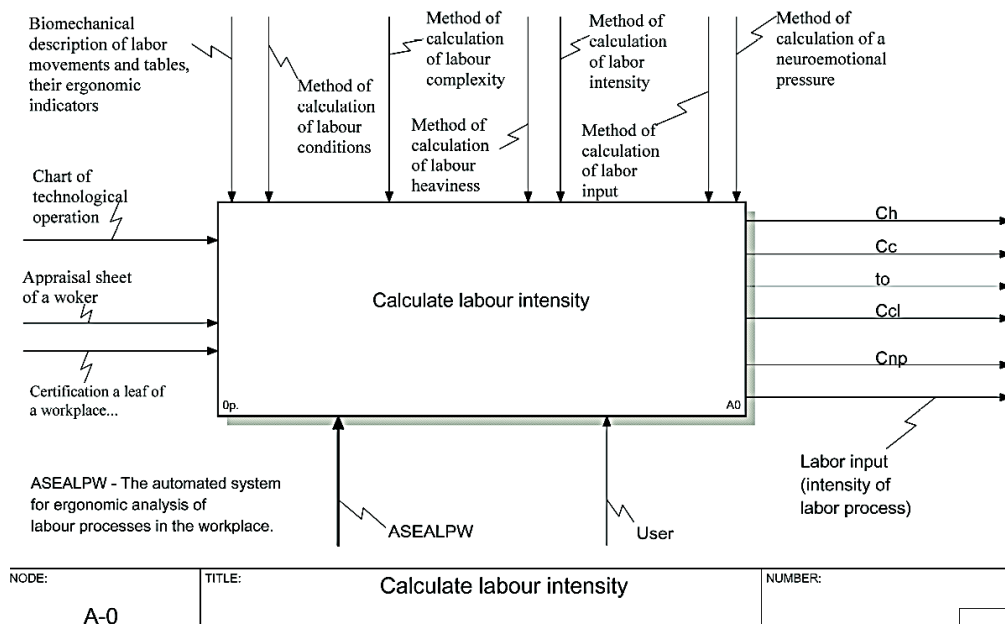 Biomechanical
description of labor
movements and tables,
their ergonomic
indicators
Method of
calculation
of labour
conditions
Method of
calculation
of labour
complexity
Method of
calculation
of labour
heaviness
Method of
calculation
of labor
intensity
Method of
calculation
of labor
input
Method of
calculation of a
neuroemotional
pressure
Chart of
technological
operation
Appraisal sheet
of a woker
Certification a leaf of
a workplace...
Calculate labour intensity
0p.
A0
Ch
Cc
to
Ccl
Cnp
Labor input
(intensity of
labor process)
ASEALPW - The automated system
for ergonomic analysis of
labour processes in the workplace.
ASEALPW
User
NODE:
A-0
TITLE:
Calculate labour intensity
NUMBER: